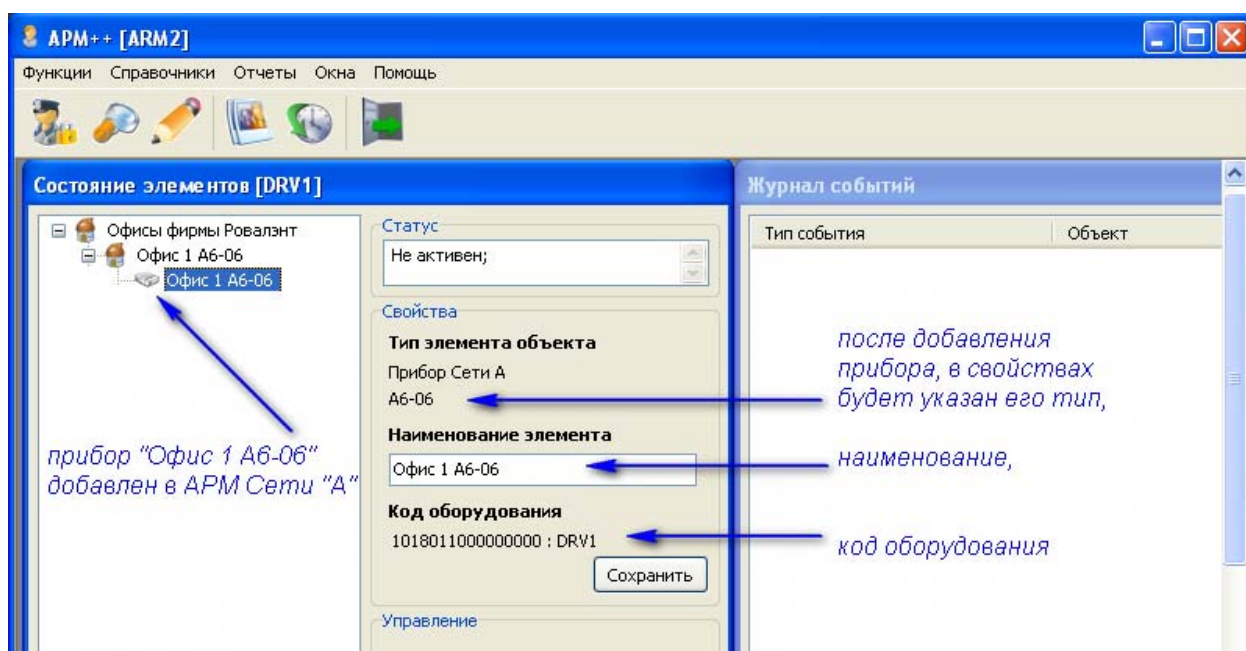 АРМ++ [ARM2]
Функции Справочники Отчеты Окна Помощь
Состояние элементов [DRV1]
Журнал событий
Офисы фирмы Ровалэнт
Офис 1 А6-06
Офис 1 А6-06
Статус
Не активен;
Свойства
Тип элемента объекта
Прибор Сети А
А6-06
Наименование элемента
Офис 1 А6-06
Код оборудования
1018011000000000 : DRV1
Сохранить
Управление
Тип события Объект
после добавления
прибора, в свойствах
будет указан его тип,
наименование,
код оборудования
прибор "Офис 1 А6-06"
добавлен в АРМ Сети "А"